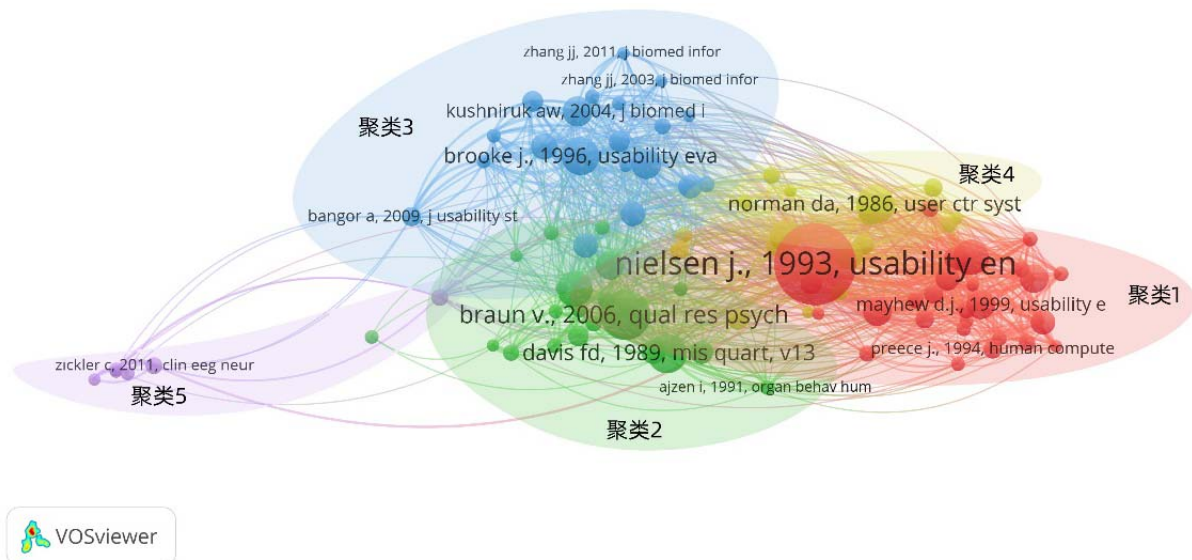 zhang jj, 2011, j biomed infor
zhang jj, 2003, j biomed infor
kushniruk aw, 2004, j biomed i
聚类3
brooke j., 1996, usability eva
聚类4
norman da, 1986, user ctr syst
bangor a, 2009, j usability st
nielsen j., 1993, usability en
聚类1
mayhew d.j., 1999, usability e
braun v., 2006, qual res psych
preece j., 1994, human compute
davis fd, 1989, mis quart, v13
zickler c, 2011, clin eeg neur
ajzen i, 1991, organ behav hum
聚类5
聚类2
VOSviewer